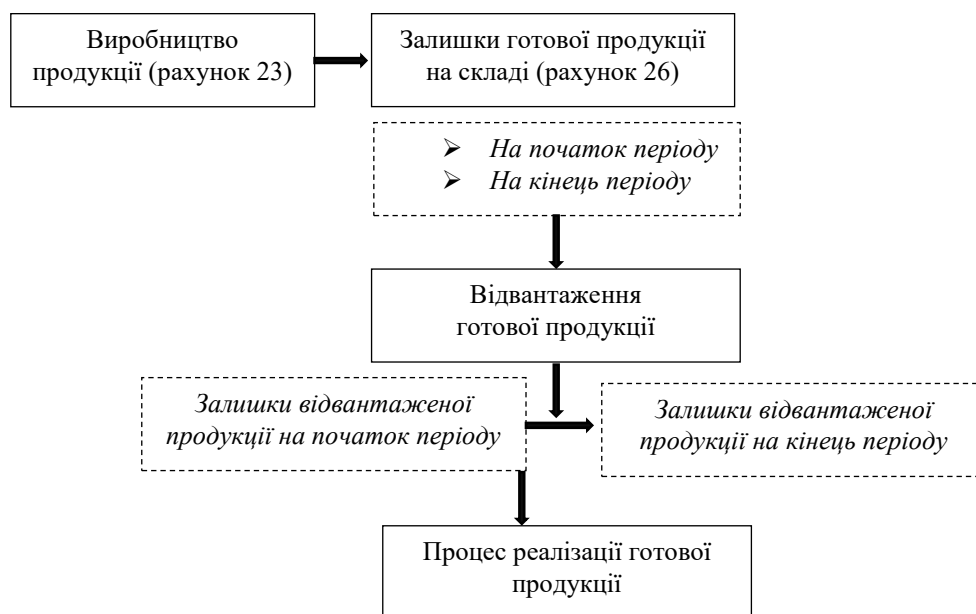 Виробництво
продукції (рахунок 23)
Залишки готової продукції
на складі (рахунок 26)
➢ На початок періоду
➢ На кінець періоду
Відвантаження
готової продукції
Залишки відвантаженої
продукції на початок періоду
Залишки відвантаженої
продукції на кінець періоду
Процес реалізації готової
продукції